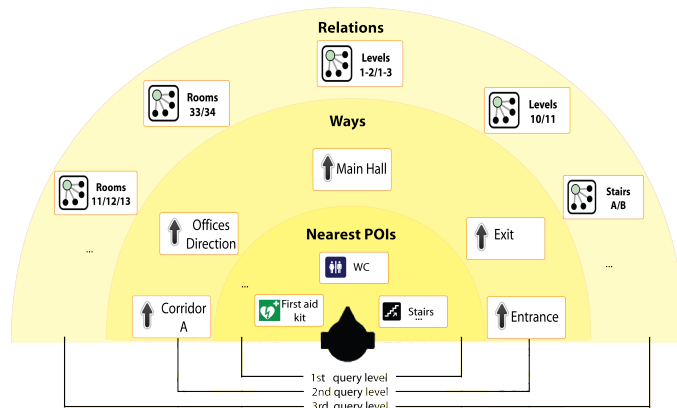 Relations
Levels
1-2/1-3
Rooms
33/34
Levels
10/11
Ways
Main Hall
Rooms
11/12/13
Stairs
A/B
Offices
Direction
Exit
Nearest POIs
WC
...
...
...
First aid
kit
Stairs
...
Corridor
A
Entrance
1st query level
2nd query level
3rd query level